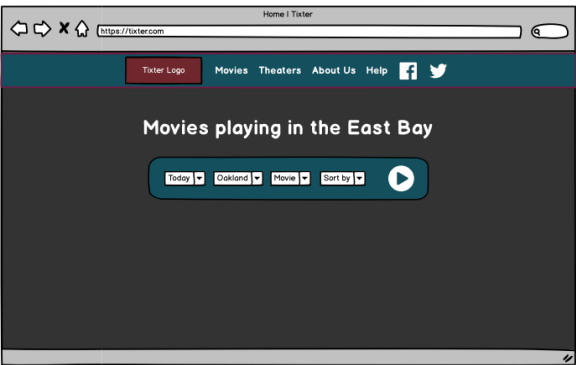 Home | Tixter
https://tixter.com
Tixter Logo Movies Theaters About Us Help
Movies playing in the East Bay
Today Oakland Movie Sort by